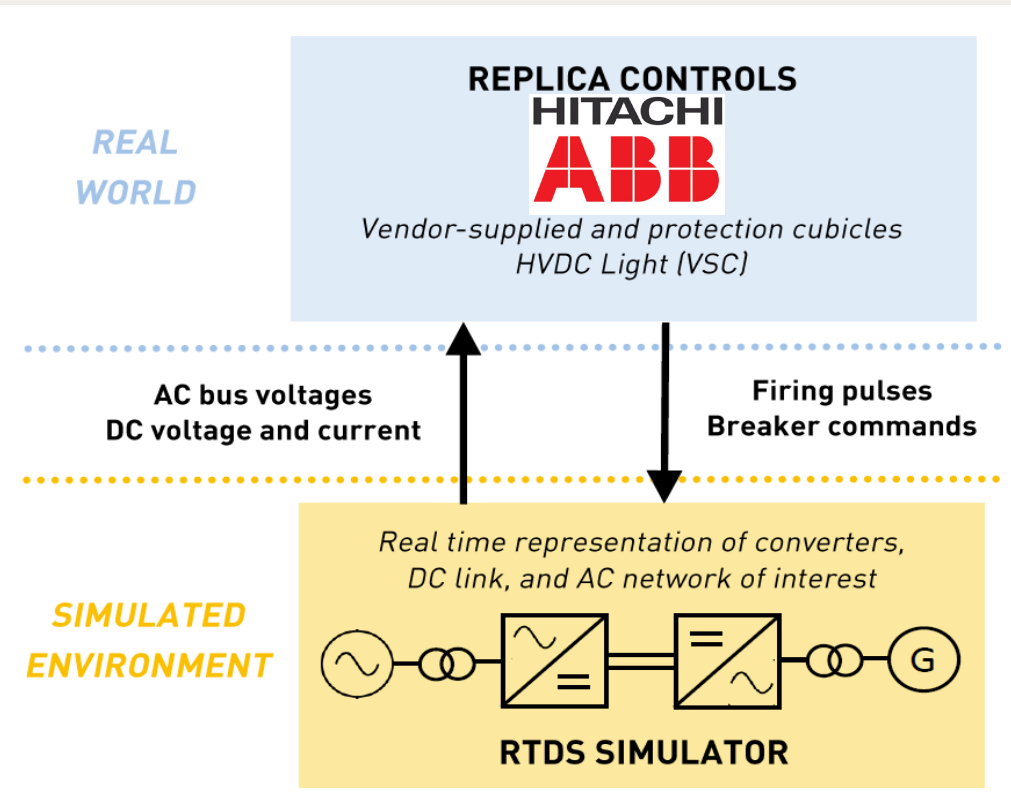 REPLICA CONTROLS
HITACHI
ABB
REAL
WORLD
Vendor-supplied and protection cubicles
HVDC Light (VSC)
AC bus voltages
DC voltage and current
Firing pulses
Breaker commands
Real time representation of converters,
DC link, and AC network of interest
SIMULATED
ENVIRONMENT
G
RTDS SIMULATOR